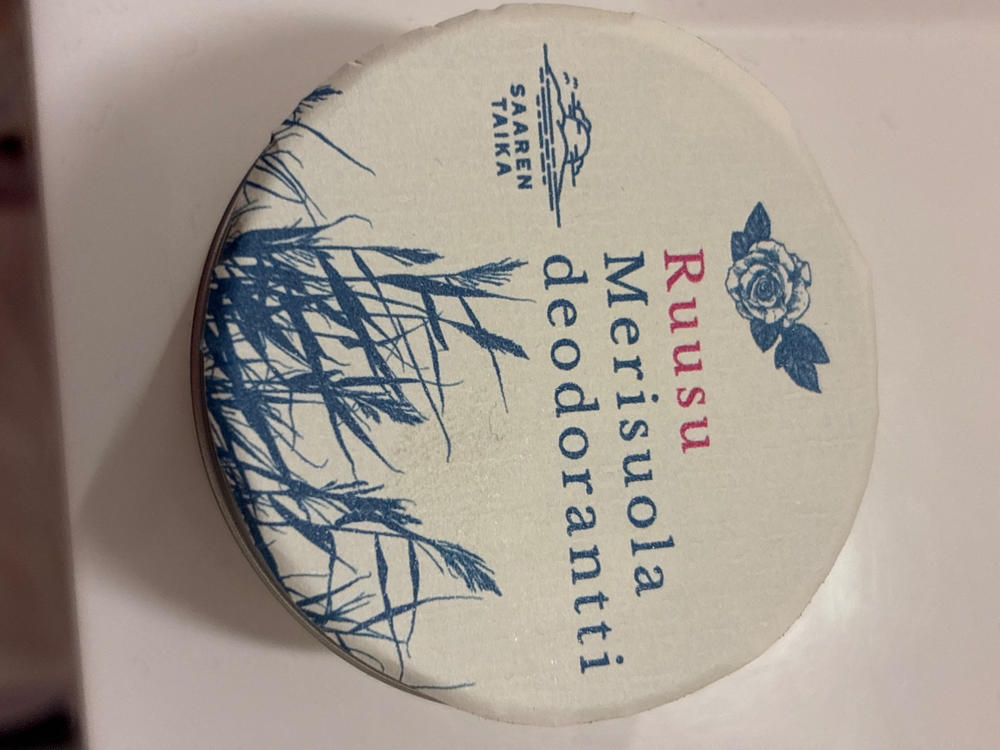 Ruusu
Merisuola
deodorantti
SAAREN
TAIKA